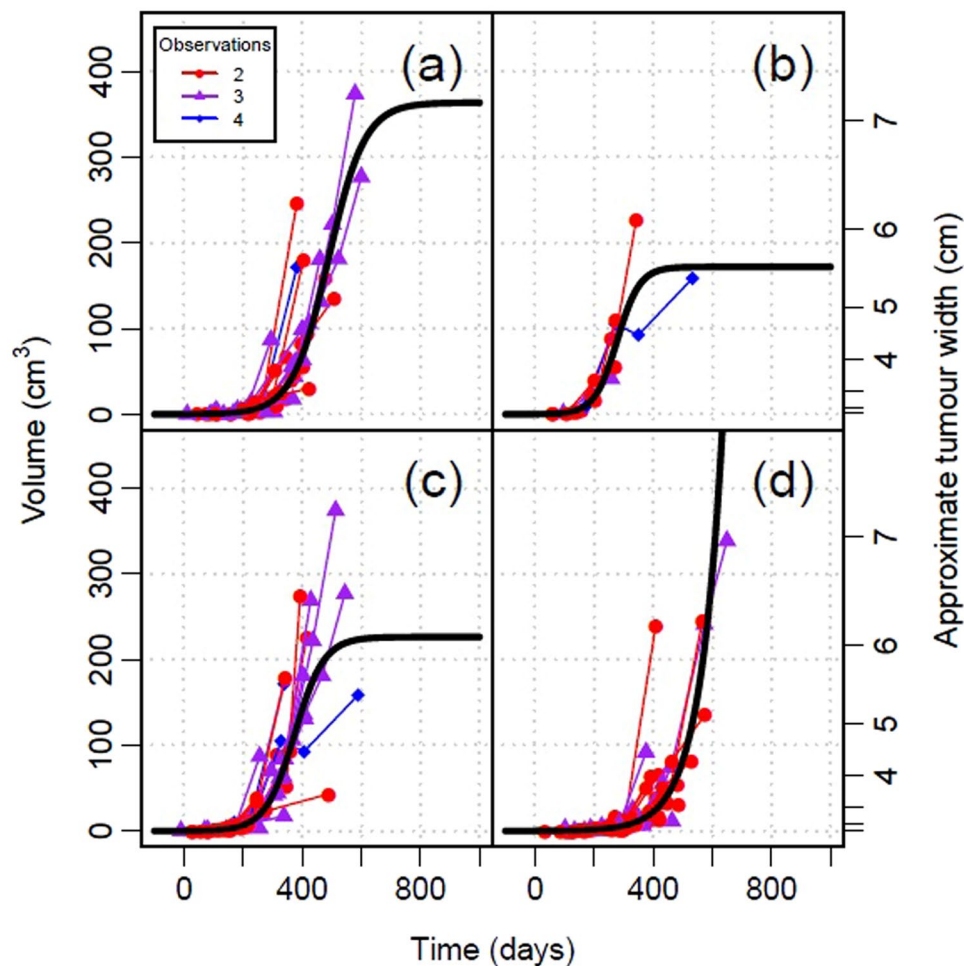 Observations
2
3
4
(a)
(b)
400
300
200
100
0
7
6
5
4
(c)
(d)
400
300
200
100
0
7
6
5
4
Volume (cm³)
Approximate tumour width (cm)
0 400 800
0 400 800
Time (days)